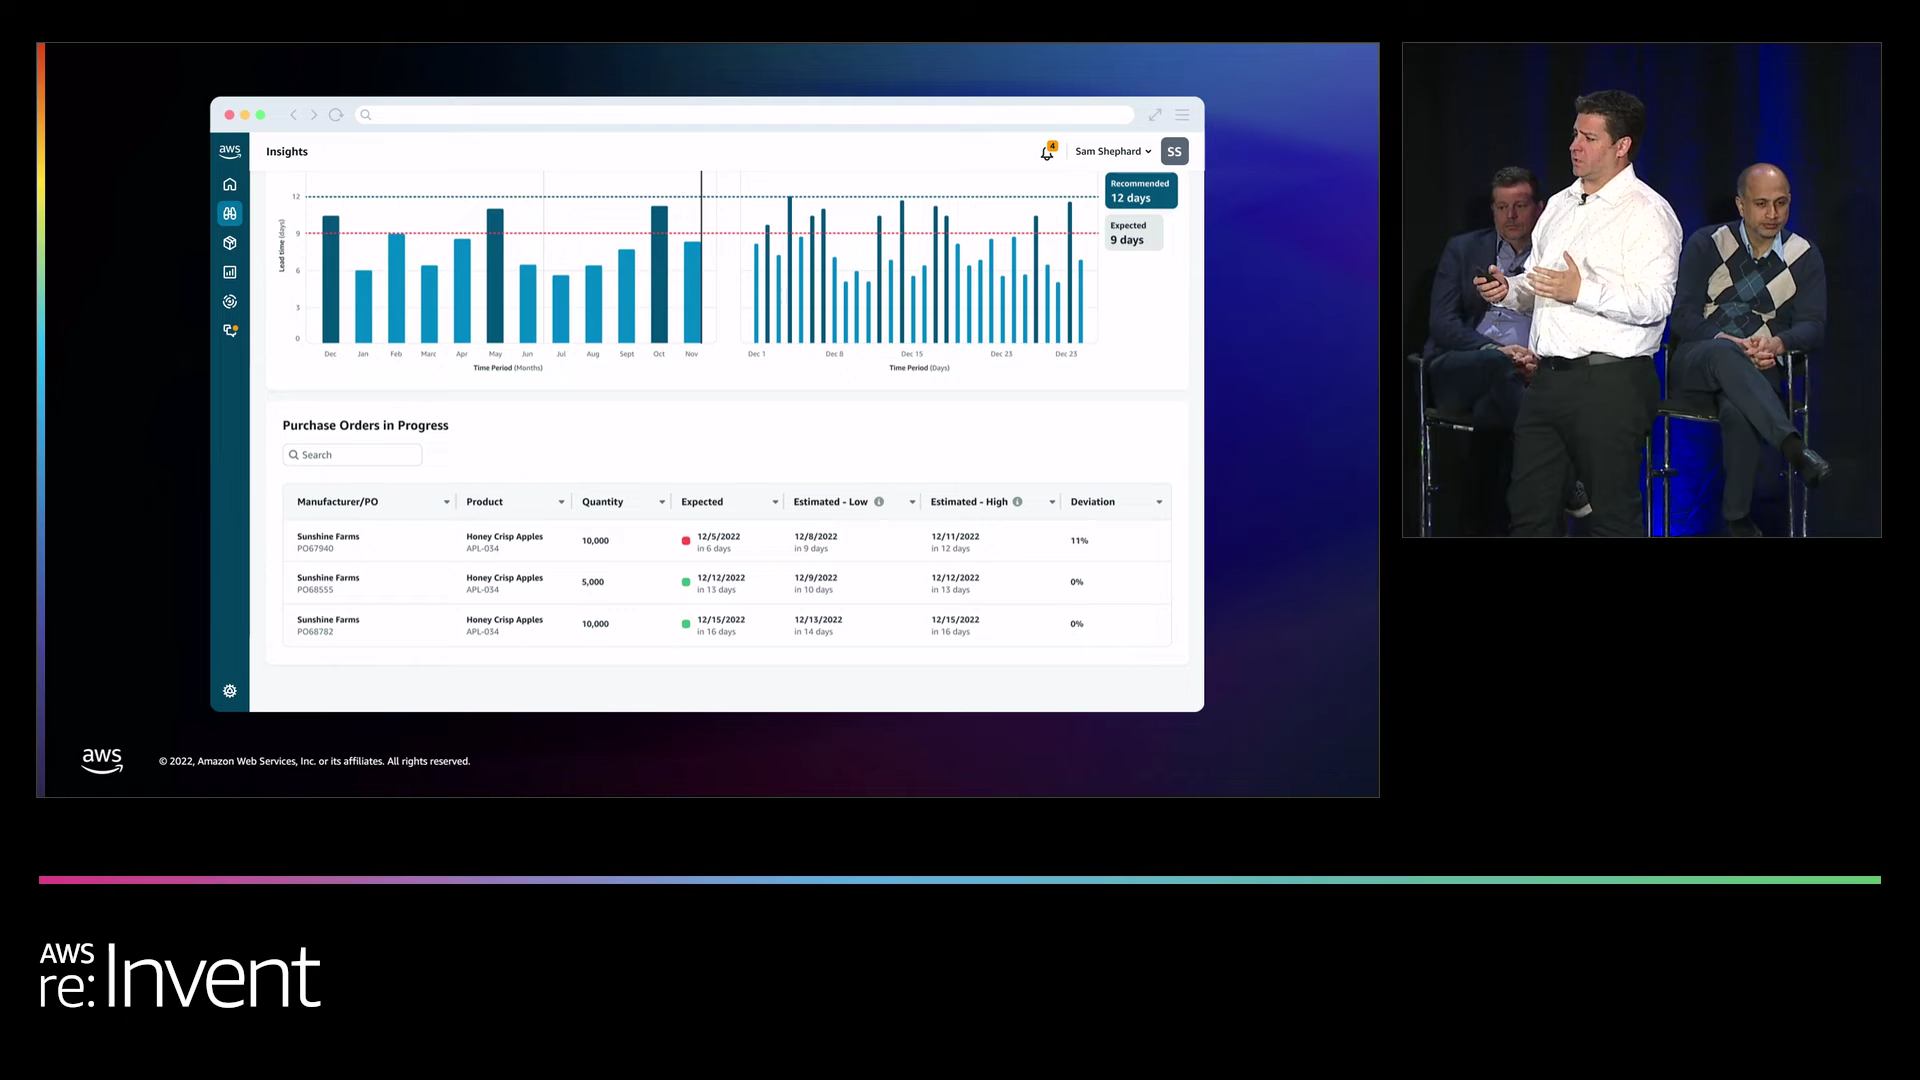 aws
Insights
4
Sam Shephard
SS
12
9
6
3
0
Lead time (days)
Dec Jan Feb Marc Apr May Jun Jul Aug Sept Oct Nov
Time Period (Months)
Dec 1 Dec 8 Dec 15 Dec 23 Dec 23
Time Period (Days)
Recommended
12 days
Expected
9 days
Purchase Orders in Progress
Search
Manufacturer/PO Product Quantity Expected Estimated - Low Estimated - High Deviation
Sunshine Farms Honey Crisp Apples 12/5/2022 12/8/2022 12/11/2022
10,000 11%
PO67940 APL-034 in 6 days in 9 days in 12 days
Sunshine Farms Honey Crisp Apples 12/12/2022 12/9/2022 12/12/2022
5,000 0%
PO68555 APL-034 in 13 days in 10 days in 13 days
Sunshine Farms Honey Crisp Apples 12/15/2022 12/13/2022 12/15/2022
10,000 0%
PO68782 APL-034 in 16 days in 14 days in 16 days
aws
© 2022, Amazon Web Services, Inc. or its affiliates. All rights reserved.
AWS
re:Invent